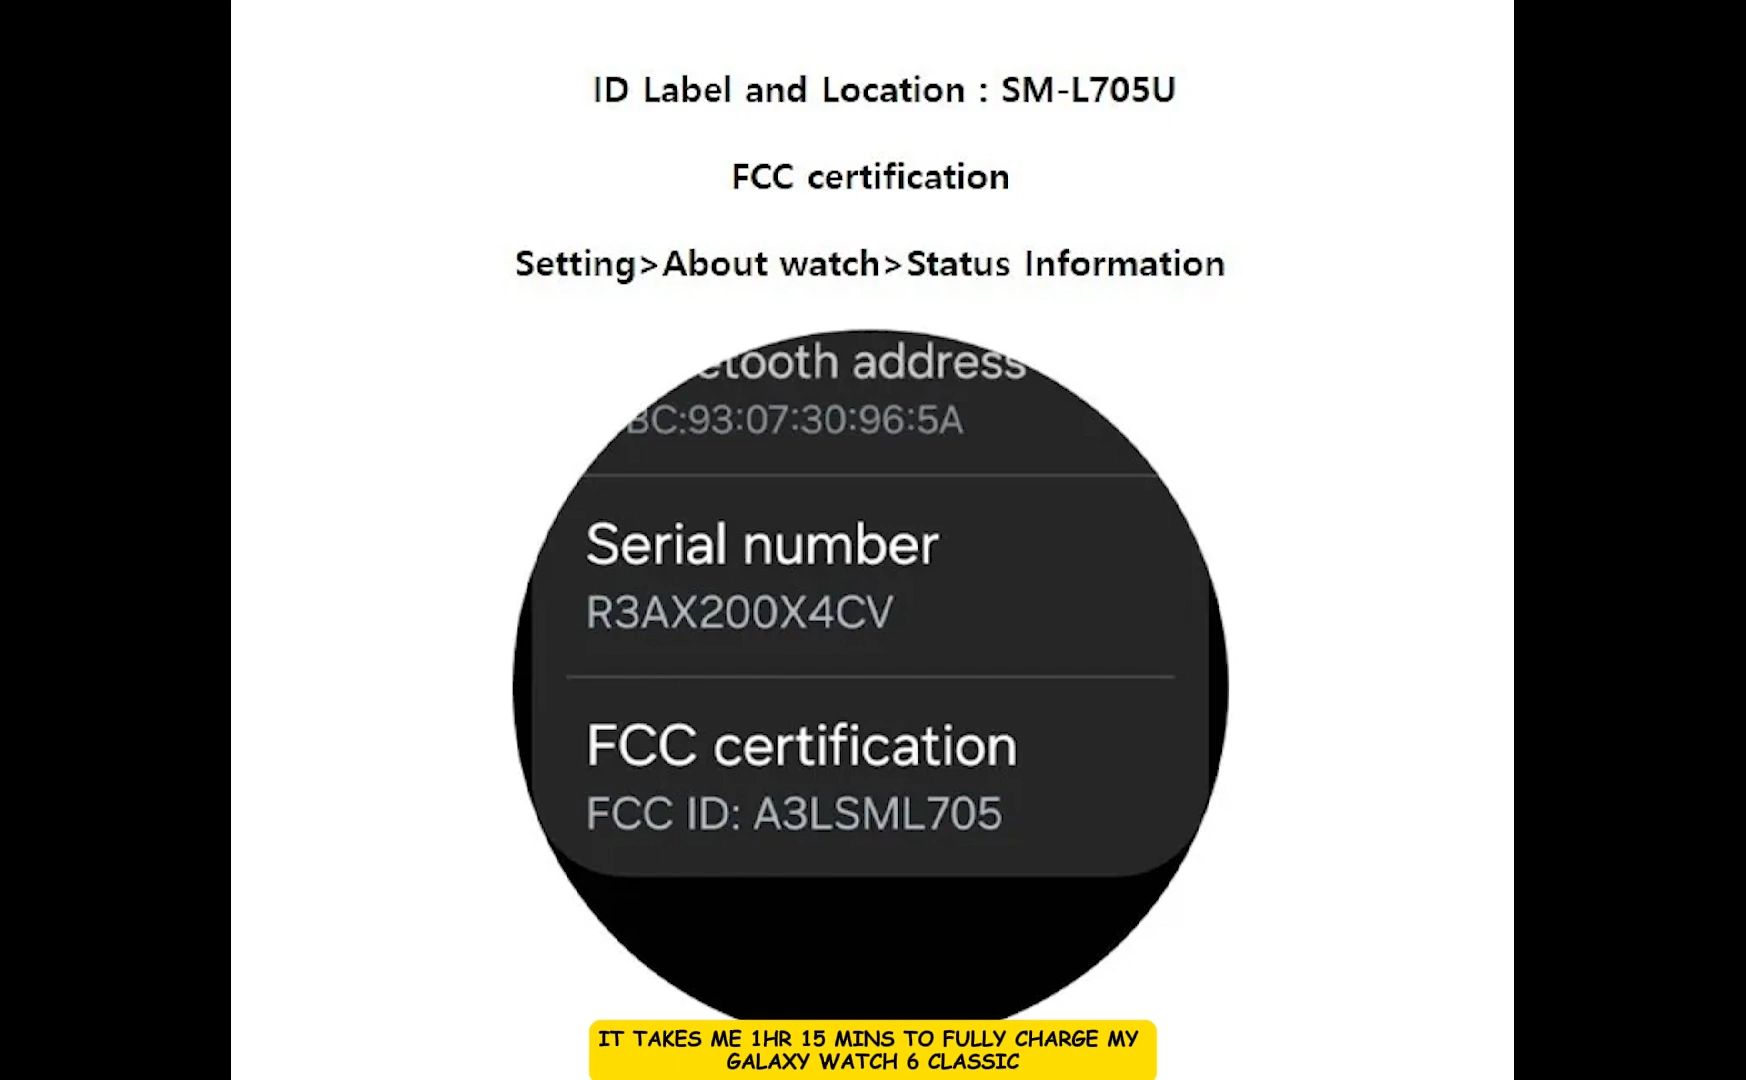 ID Label and Location : SM-L705U
FCC certification
Setting>About watch>Status Information
tooth address
BC:93:07:30:96:5A
Serial number
R3AX200X4CV
FCC certification
FCC ID: A3LSML705
IT TAKES ME 1HR 15 MINS TO FULLY CHARGE MY
GALAXY WATCH 6 CLASSIC